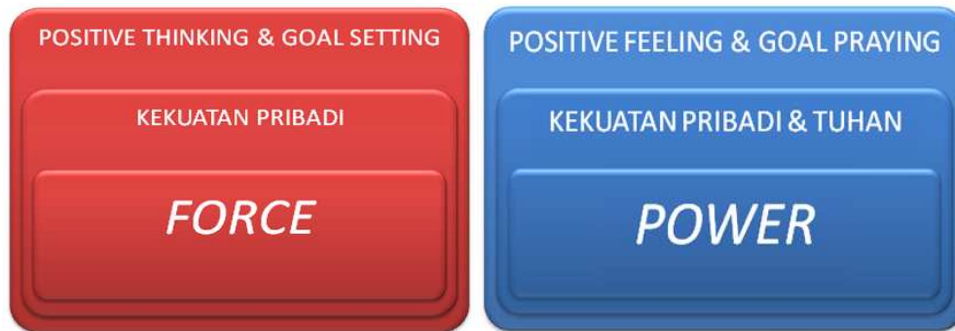 POSITIVE THINKING & GOAL SETTING
KEKUATAN PRIBADI
FORCE
POSITIVE FEELING & GOAL PRAYING
KEKUATAN PRIBADI & TUHAN
POWER